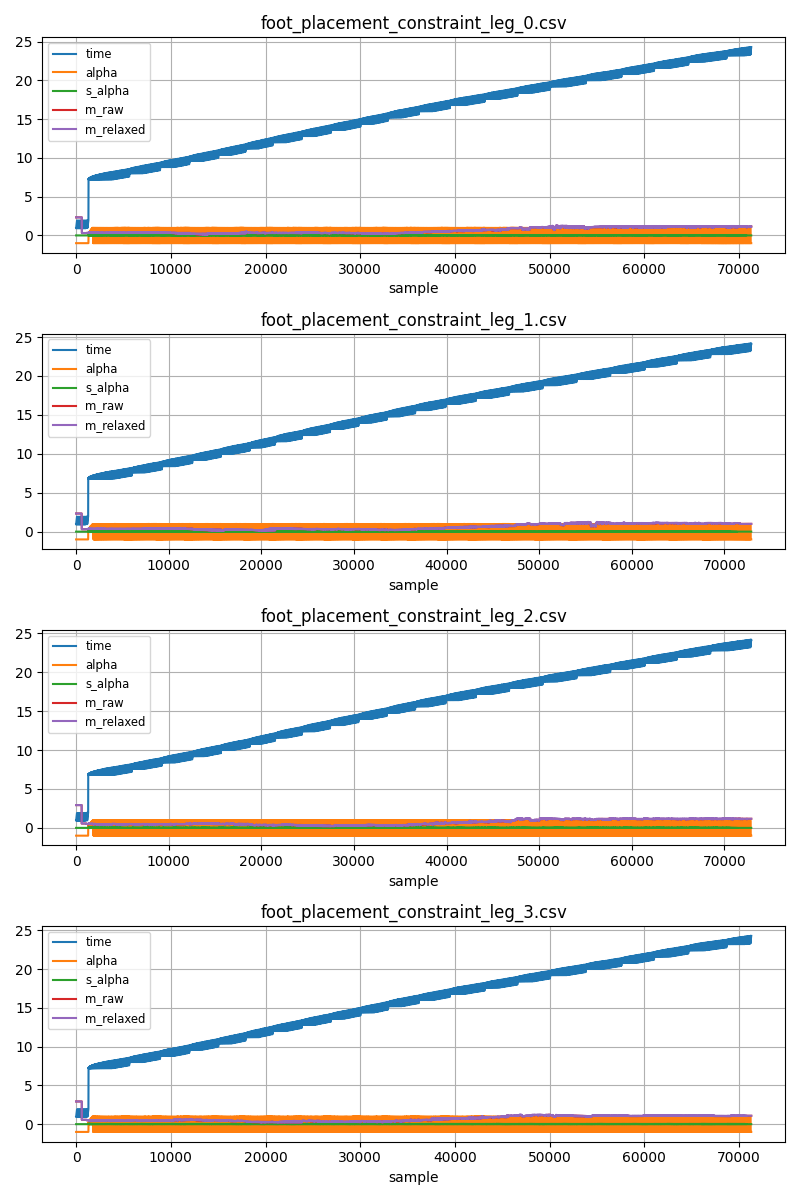 foot_placement_constraint_leg_0.csv
25
20
15
10
5
0
time
alpha
s_alpha
m_raw
m_relaxed
0 10000 20000 30000 40000 50000 60000 70000
sample
foot_placement_constraint_leg_1.csv
25
20
15
10
5
0
time
alpha
s_alpha
m_raw
m_relaxed
0 10000 20000 30000 40000 50000 60000 70000
sample
foot_placement_constraint_leg_2.csv
25
20
15
10
5
0
time
alpha
s_alpha
m_raw
m_relaxed
0 10000 20000 30000 40000 50000 60000 70000
sample
foot_placement_constraint_leg_3.csv
25
20
15
10
5
0
time
alpha
s_alpha
m_raw
m_relaxed
0 10000 20000 30000 40000 50000 60000 70000
sample